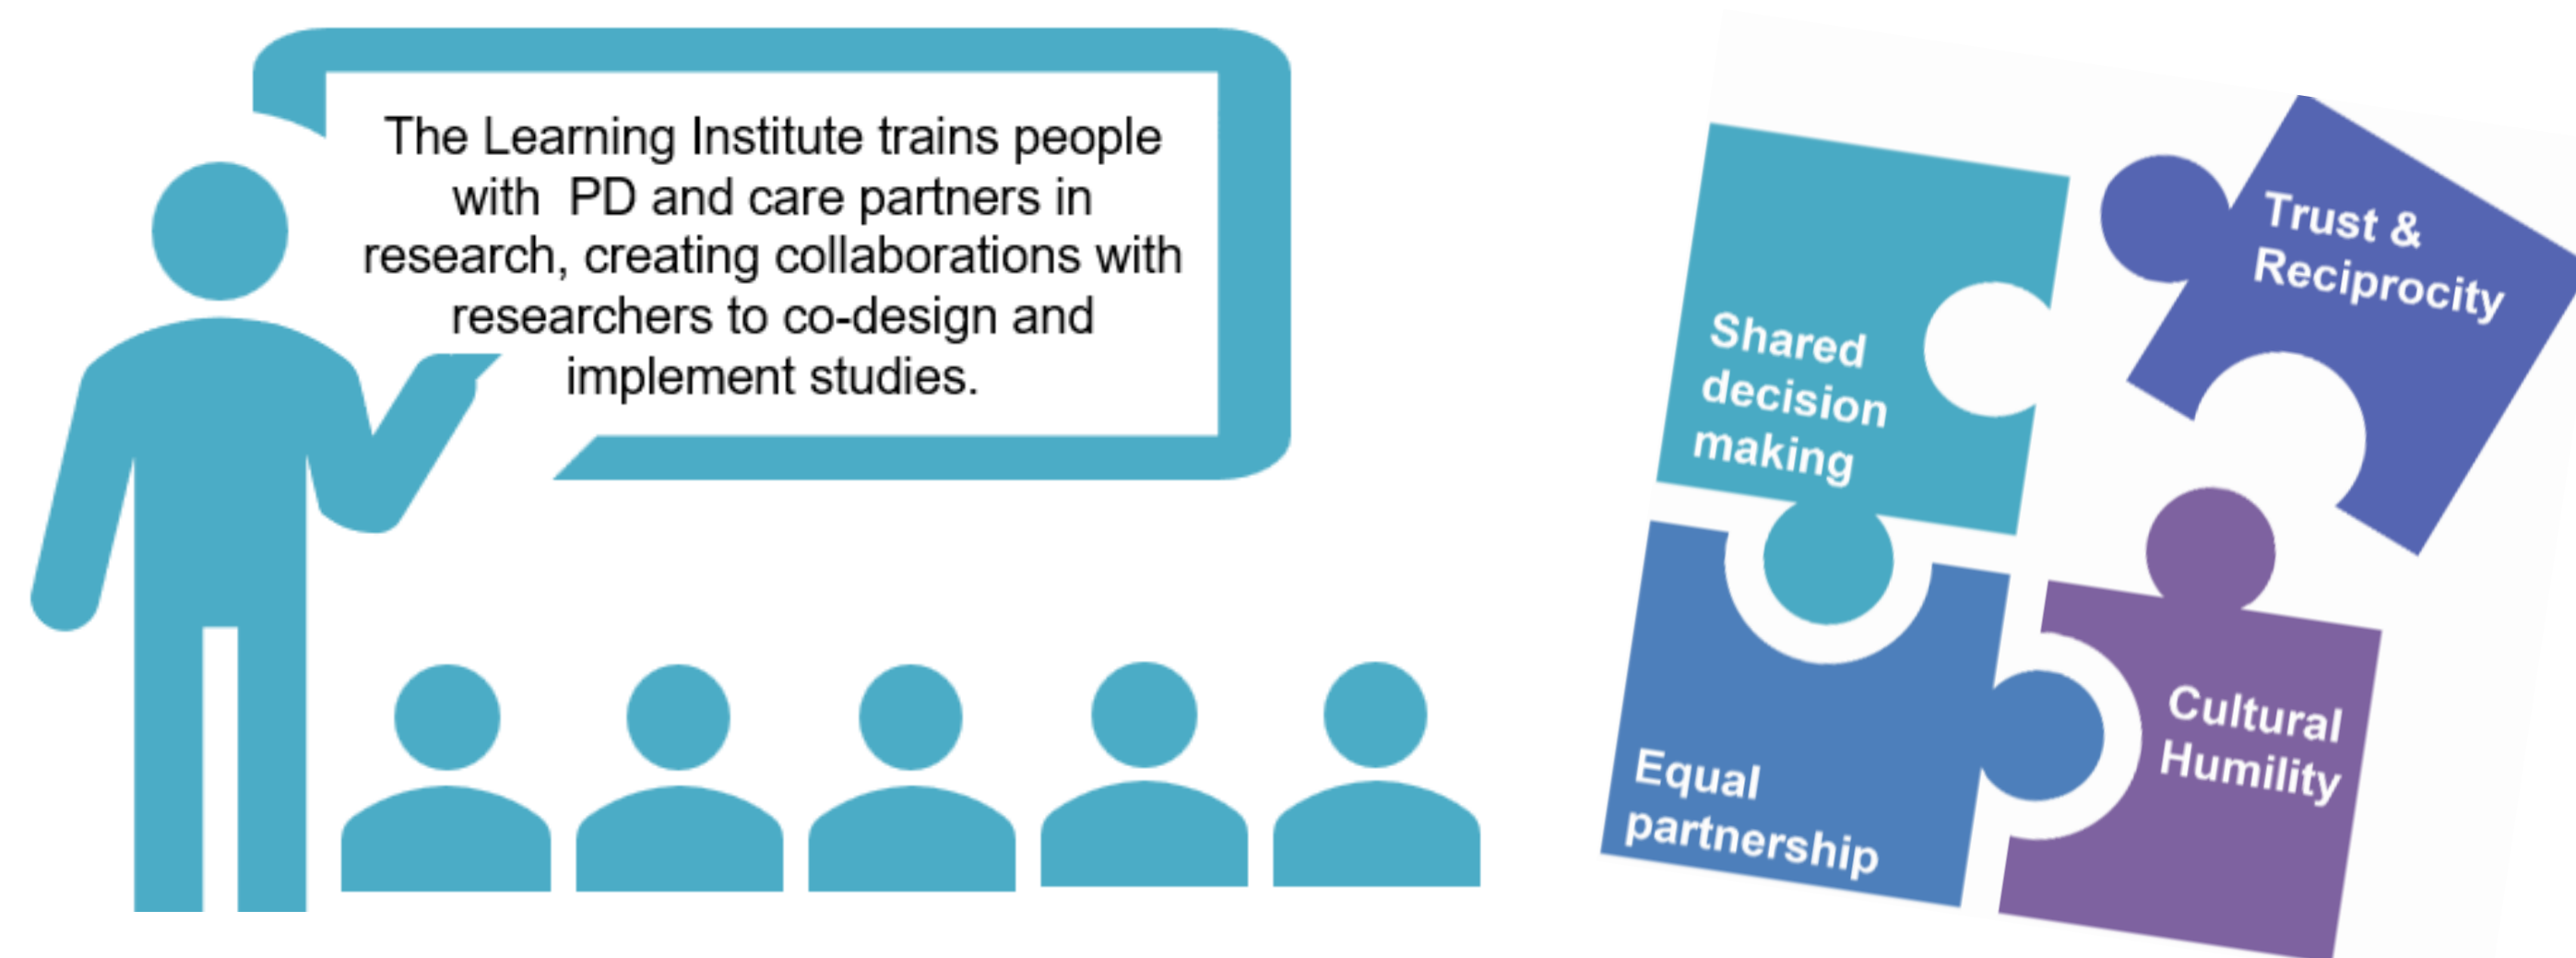 The Learning Institute trains people
with  PD and care partners in
research, creating collaborations with
researchers to co-design and
implement studies.
Shared
decision
making
Trust &
Reciprocity
Equal
partnership
Cultural
Humility